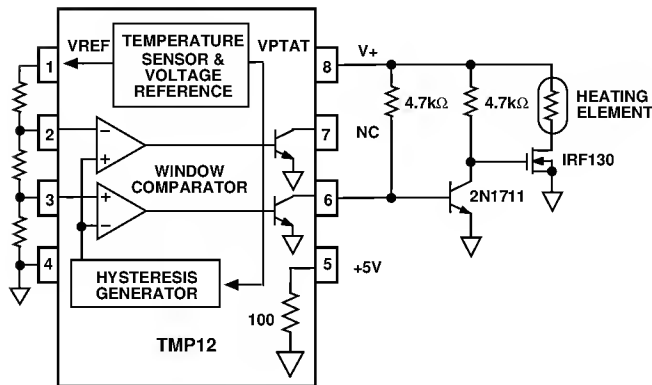 VREF
TEMPERATURE
SENSOR &
VOLTAGE
REFERENCE
VPTAT
1
8
V+
4.7kΩ
4.7kΩ
HEATING
ELEMENT
2
−
+
7
NC
IRF130
WINDOW
COMPARATOR
3
+
−
6
2N1711
4
HYSTERESIS
GENERATOR
5
+5V
100
TMP12